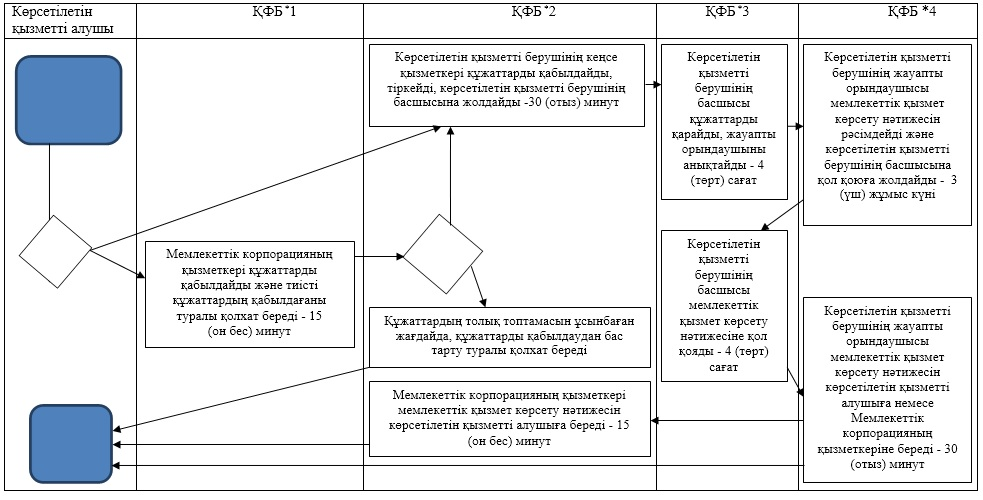 Көрсетілетін
қызметті алушы
ҚФБ *1
ҚФБ *2
ҚФБ *3
ҚФБ *4
Көрсетілетін қызметті берушінің кеңсе
қызметкері құжаттарды қабылдайды,
тіркейді, көрсетілетін қызметті берушінің
басшысына жолдайды -30 (отыз) минут
Көрсетілетін
қызметті
берушінің
басшысы
құжаттарды
қарайды, жауапты
орындаушыны
анықтайды - 4
(төрт) сағат
Көрсетілетін қызметті
берушінің жауапты
орындаушысы
мемлекеттік қызмет
көрсету нәтижесін
рәсімдейді және
көрсетілетін қызметті
берушінің басшысына
қол қоюға жолдайды - 3
(үш) жұмыс күні
Мемлекеттік корпорацияның
қызметкері құжаттарды
қабылдайды және тиісті
құжаттардың қабылдағаны
туралы қолхат береді - 15
(он бес) минут
Көрсетілетін
қызметті
берушінің
басшысы
мемлекеттік
қызмет көрсету
нәтижесіне қол
қояды - 4 (төрт)
сағат
Құжаттардың толық топтамасын ұсынбаған
жағдайда, құжаттарды қабылдаудан бас
тарту туралы қолхат береді
Мемлекеттік корпорацияның қызметкері
мемлекеттік қызмет көрсету нәтижесін
көрсетілетін қызметті алушыға береді - 15
(он бес) минут
Көрсетілетін қызметті
берушінің жауапты
орындаушысы
мемлекеттік қызмет
көрсету нәтижесін
көрсетілетін қызметті
алушыға немесе
Мемлекеттік
корпорацияның
қызметкеріне береді - 30
(отыз) минут